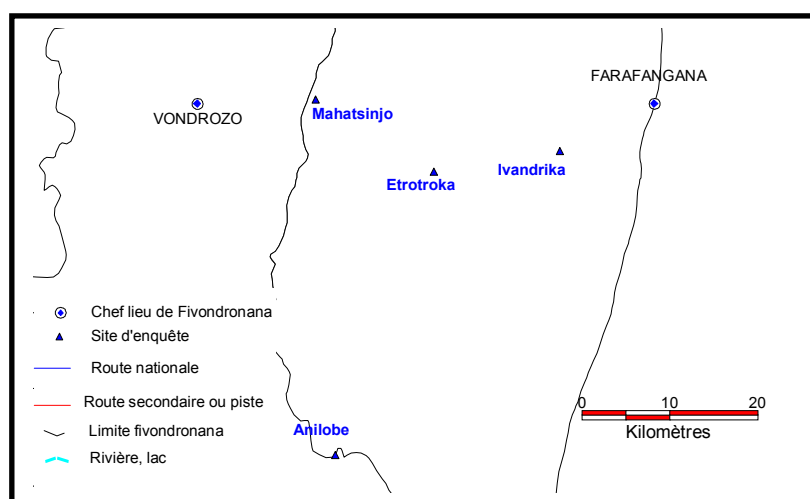 FARAFANGANA
VONDROZO
Mahatsinjo
Ivandrika
Etrotroka
Chef lieu de Fivondronana
Site d'enquête
Route nationale
Route secondaire ou piste
Limite fivondronana
Rivière, lac
Anilobe
0 10 20
Kilomètres